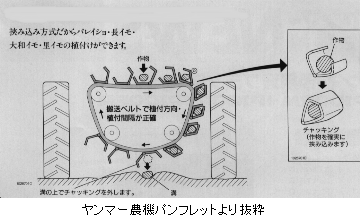 挟み込み方式だからバレイショ・長イモ・
大和イモ・里イモの植付けができます。
作物
搬送ベルトで植付方向・
植付間隔が正確
溝の上でチャッキングを外します。
溝
作物
チャッキング
(作物を確実に
挟み込みます)
ヤンマー農機パンフレットより抜粋